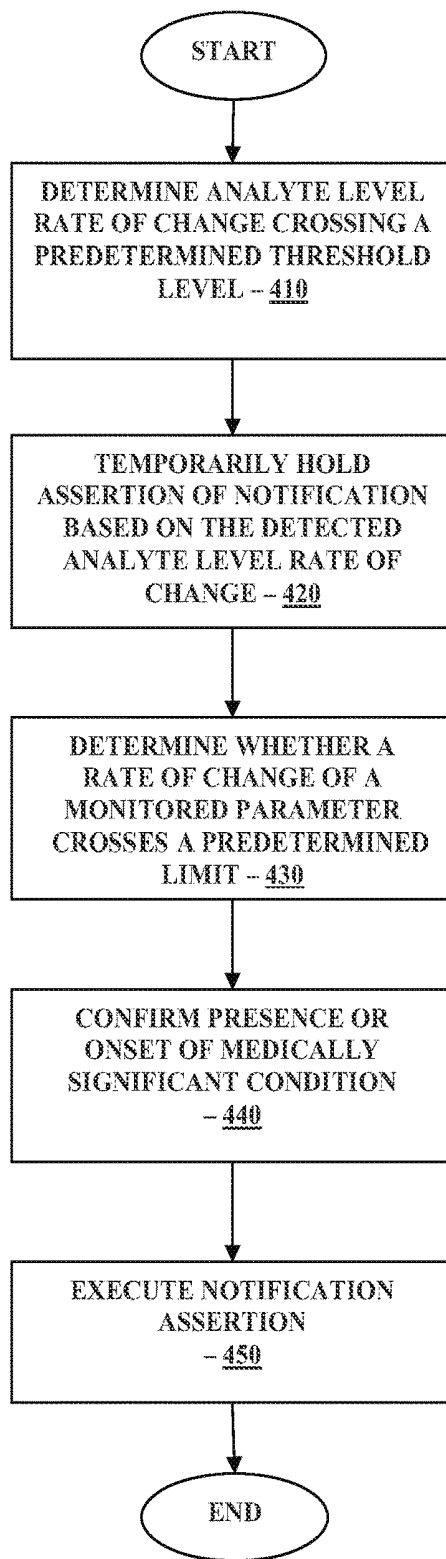 START
DETERMINE ANALYTE LEVEL
RATE OF CHANGE CROSSING A
PREDETERMINED THRESHOLD
LEVEL – 410
TEMPORARILY HOLD
ASSERTION OF NOTIFICATION
BASED ON THE DETECTED
ANALYTE LEVEL RATE OF
CHANGE – 420
DETERMINE WHETHER A
RATE OF CHANGE OF A
MONITORED PARAMETER
CROSSES A PREDETERMINED
LIMIT – 430
CONFIRM PRESENCE OR
ONSET OF MEDICALLY
SIGNIFICANT CONDITION
– 440
EXECUTE NOTIFICATION
ASSERTION
– 450
END